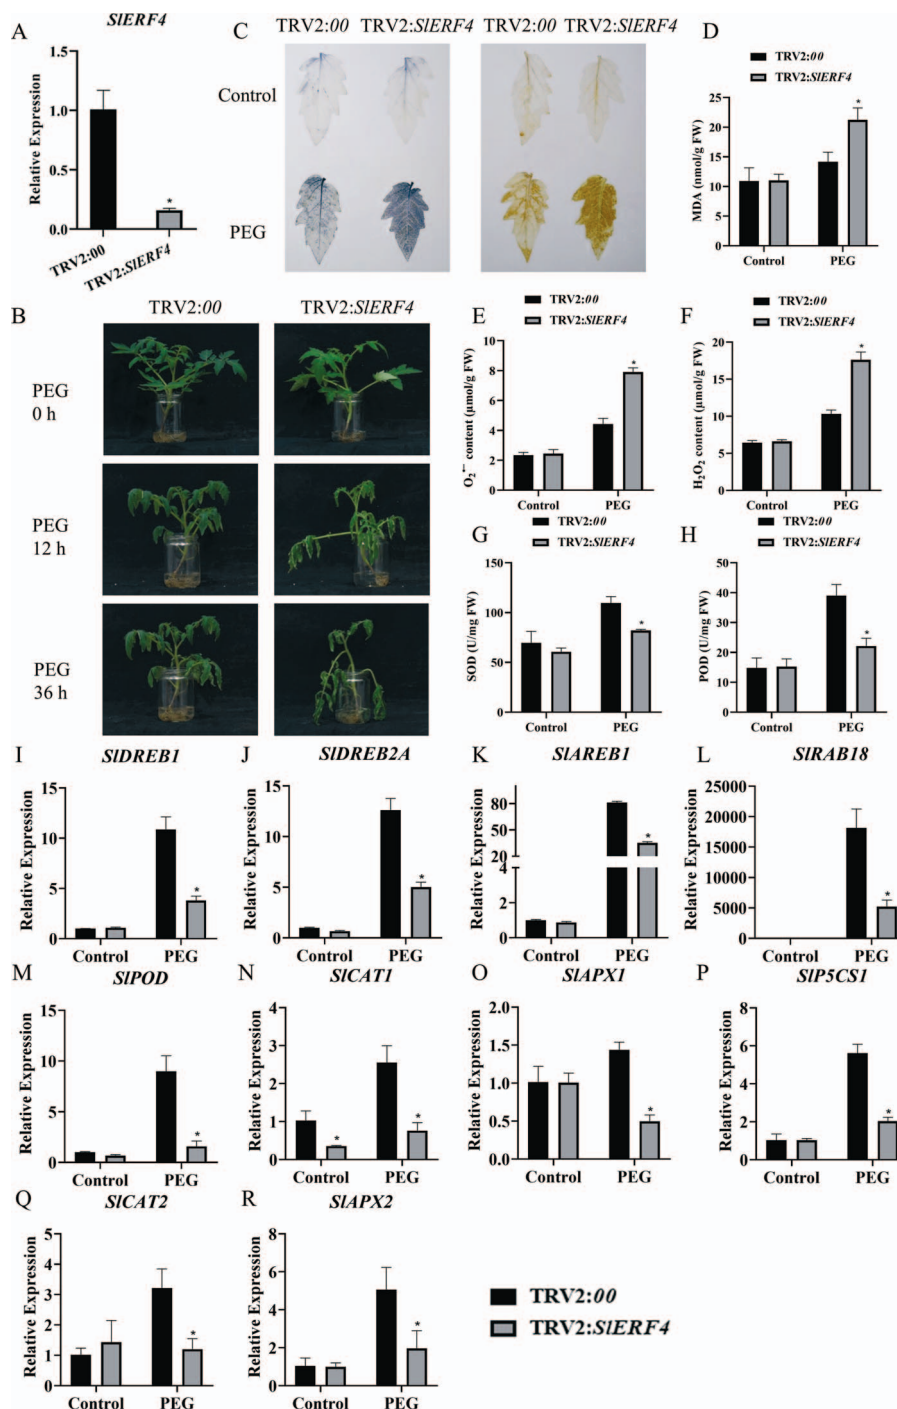 A
SlERF4
Relative Expression
1.5
1.0
0.5
0.0
TRV2:00
TRV2:SlERF4
*
C
TRV2:00 TRV2:SlERF4 TRV2:00 TRV2:SlERF4
Control
PEG
D
TRV2:00
TRV2:SlERF4
MDA (nmol/g FW)
25
20
15
10
5
0
*
Control PEG
B
TRV2:00 TRV2:SlERF4
PEG
0 h
PEG
12 h
PEG
36 h
E
TRV2:00
TRV2:SlERF4
O2•− content (µmol/g FW)
8
6
4
2
0
*
Control PEG
F
TRV2:00
TRV2:SlERF4
H2O2 content (µmol/g FW)
20
15
10
5
0
*
Control PEG
G
TRV2:00
TRV2:SlERF4
SOD (U/mg FW)
150
100
50
0
*
Control PEG
H
TRV2:00
TRV2:SlERF4
POD (U/mg FW)
50
40
30
20
10
0
*
Control PEG
I
SlDREB1
Relative Expression
15
10
5
0
*
Control PEG
J
SlDREB2A
Relative Expression
15
10
5
0
*
Control PEG
K
SlAREB1
Relative Expression
80
50
20
4
2
0
*
Control PEG
L
SlRAB18
Relative Expression
25000
20000
15000
10000
5000
0
*
Control PEG
M
SlPOD
Relative Expression
15
10
5
0
*
Control PEG
N
SlCAT1
Relative Expression
4
3
2
1
0
*
*
Control PEG
O
SlAPX1
Relative Expression
2.0
1.5
1.0
0.5
0.0
*
Control PEG
P
SlP5CS1
Relative Expression
8
6
4
2
0
*
Control PEG
Q
SlCAT2
Relative Expression
5
4
3
2
1
0
*
Control PEG
R
SlAPX2
Relative Expression
8
6
4
2
0
*
Control PEG
TRV2:00
TRV2:SlERF4